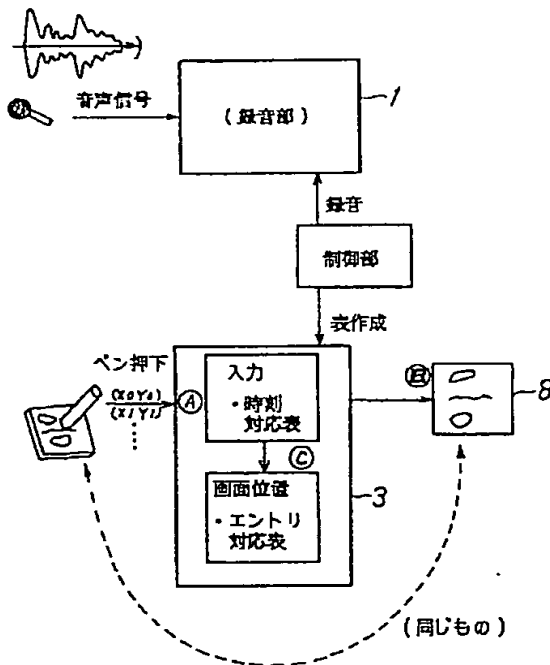 音声信号
(録音部)
1
録音
制御部
表作成
ペン押下
(X0Y0)
(X1Y1)
⋮
Ⓐ
入力
・時刻
対応表
Ⓒ
画面位置
・エントリ
対応表
3
Ⓑ
8
(同じもの)